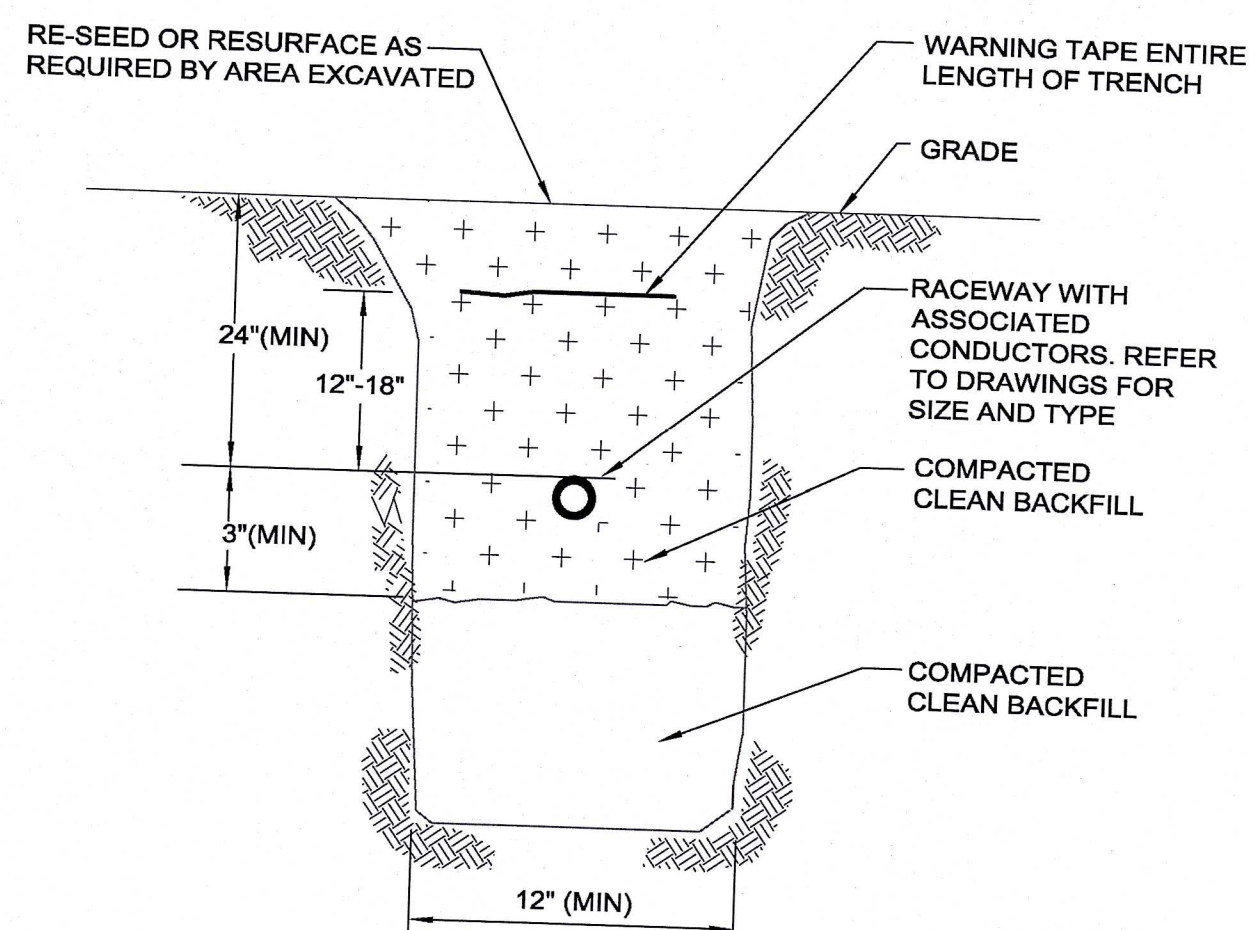 RE-SEED OR RESURFACE AS
REQUIRED BY AREA EXCAVATED
WARNING TAPE ENTIRE
LENGTH OF TRENCH
GRADE
RACEWAY WITH
ASSOCIATED
CONDUCTORS. REFER
TO DRAWINGS FOR
SIZE AND TYPE
24"(MIN)
12"-18"
COMPACTED
CLEAN BACKFILL
3"(MIN)
COMPACTED
CLEAN BACKFILL
12" (MIN)